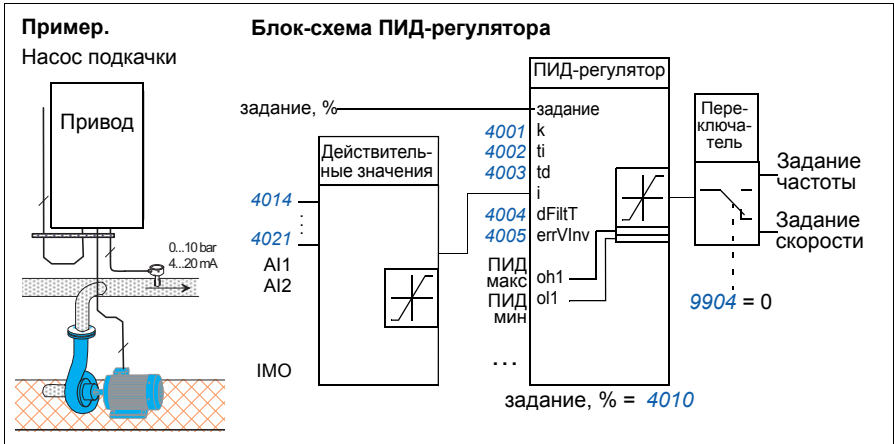 Пример.
Насос подкачки
Привод
0...10 bar
4...20 mA
Блок-схема ПИД-регулятора
задание, %
Действитель-
ные значения
4014
4021
AI1
AI2
IMO
ПИД-регулятор
задание
4001 k
4002 ti
4003 td
i
4004 dFiltT
4005 errVInv
ПИД
макс
oh1
ПИД
мин
ol1
...
задание, % = 4010
Пере-
ключа-
тель
Задание
частоты
Задание
скорости
9904 = 0